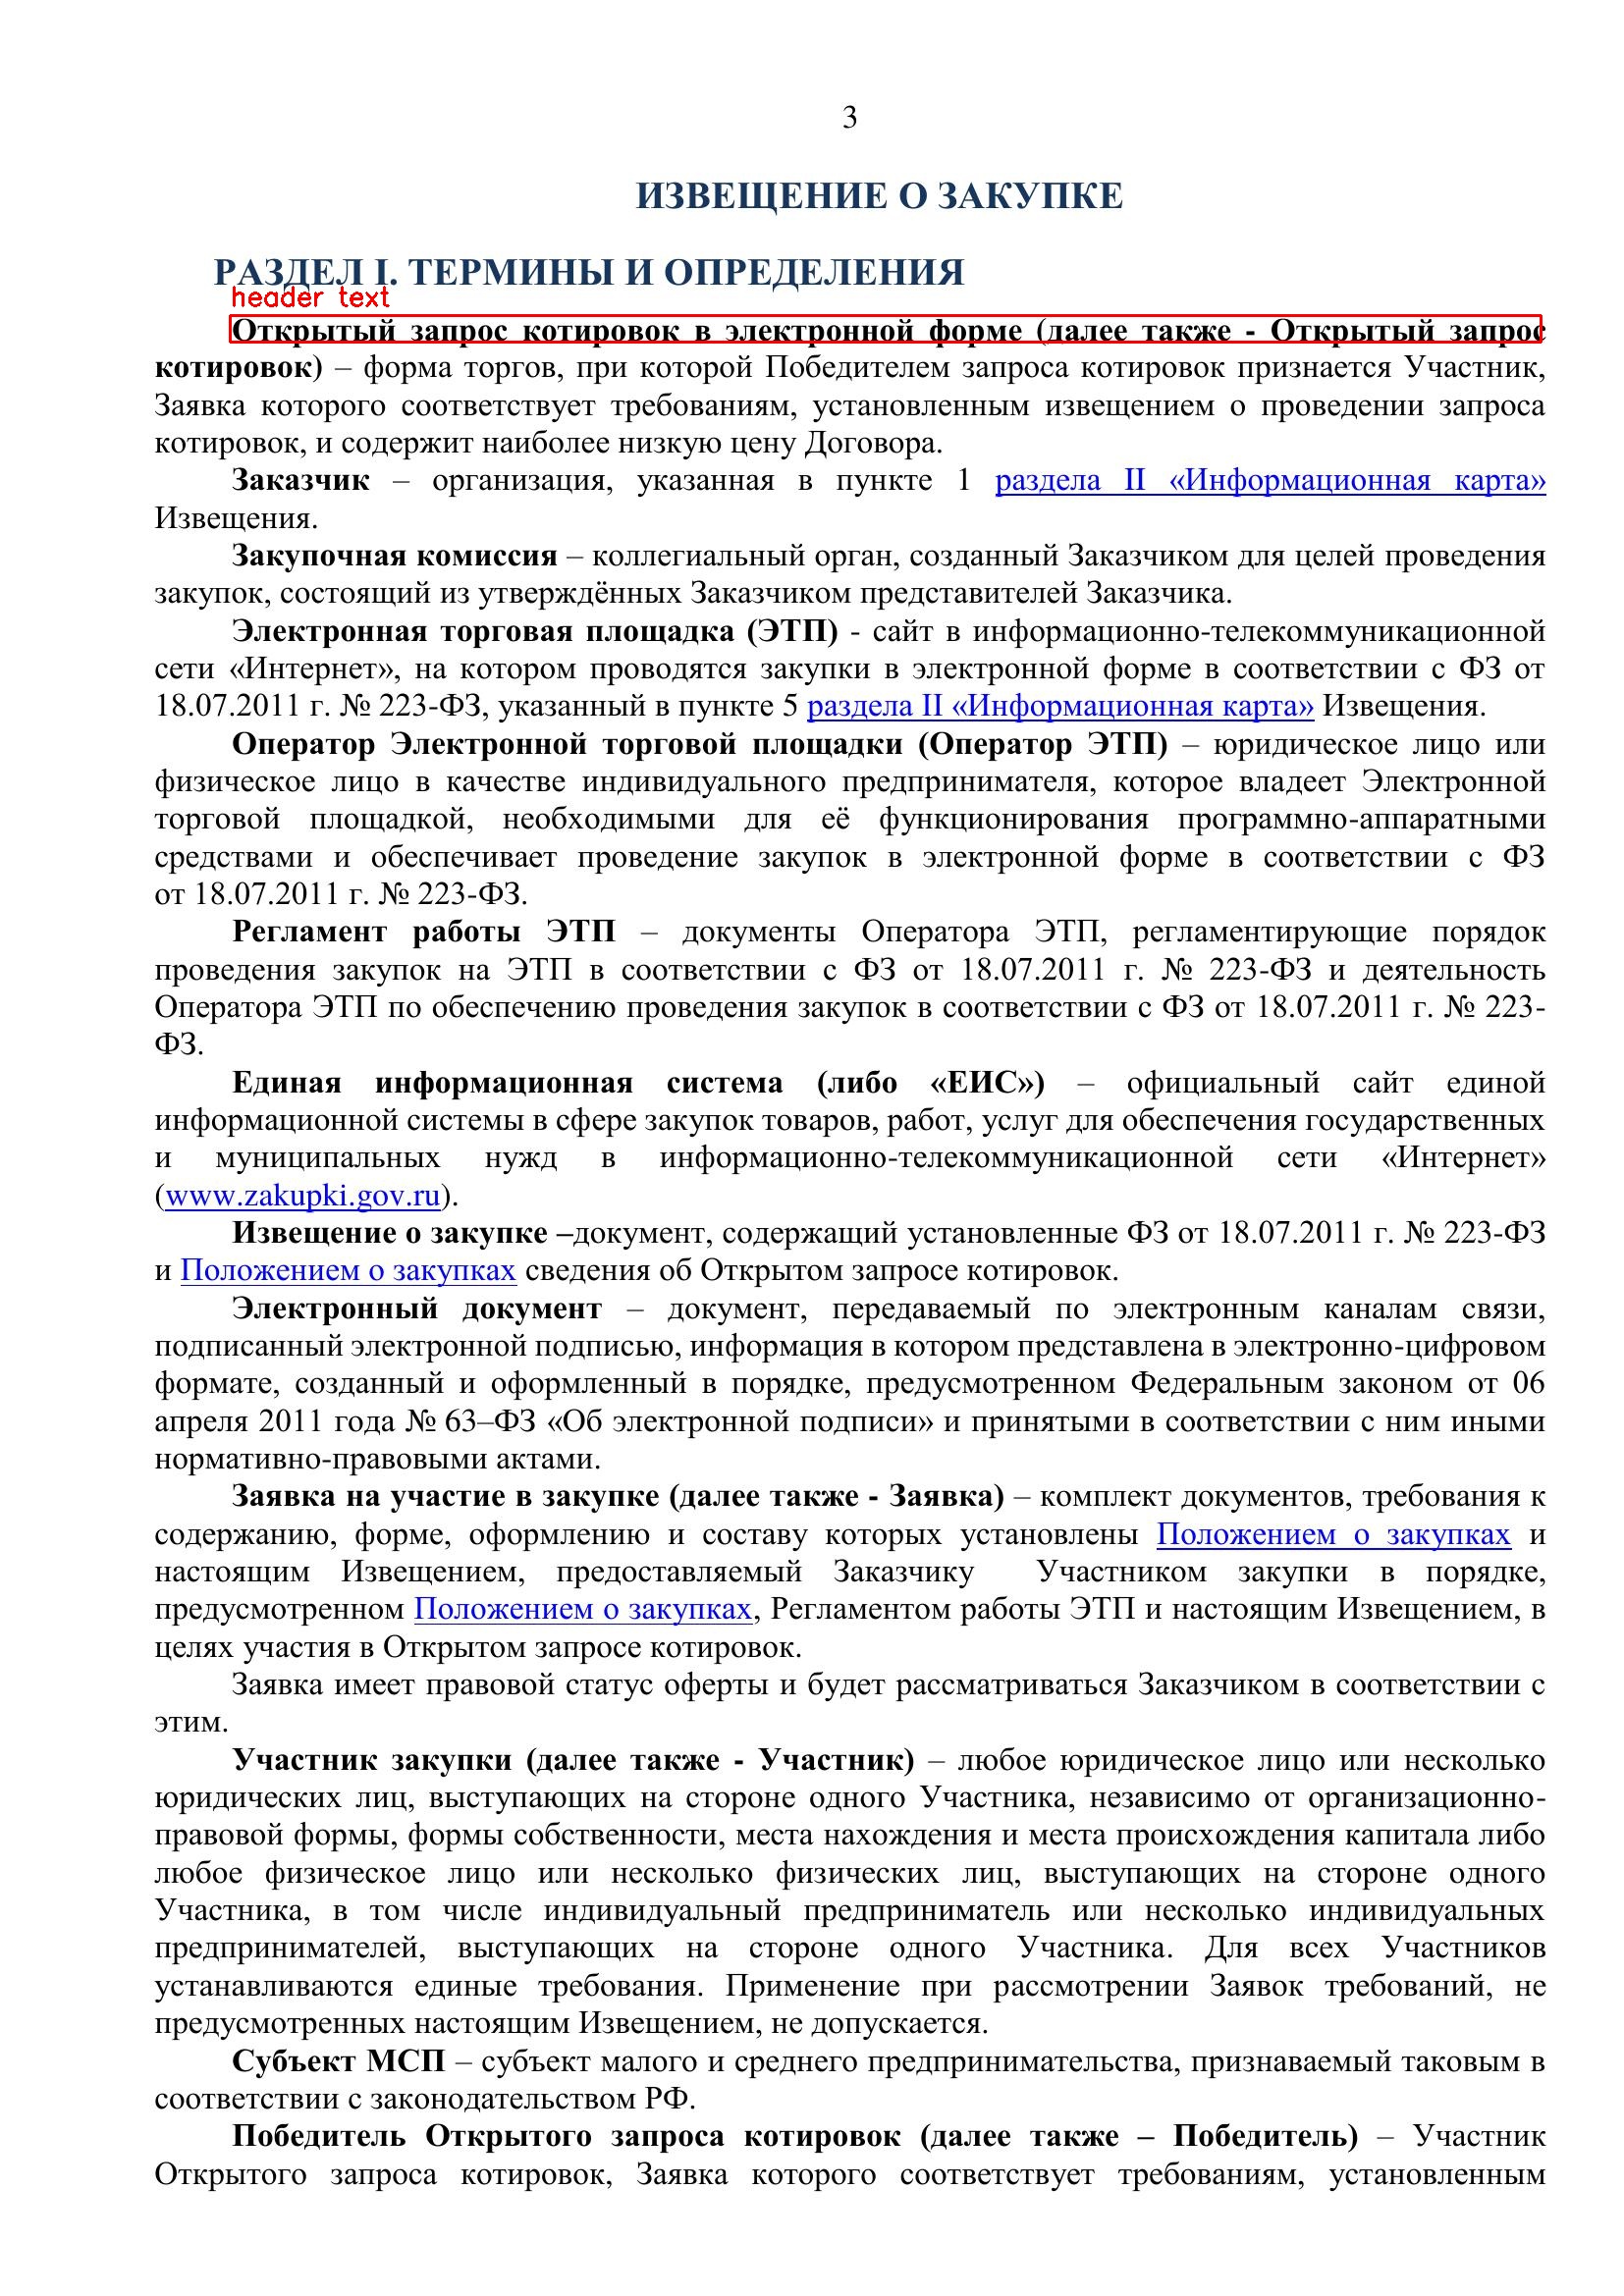 3
ИЗВЕЩЕНИЕ О ЗАКУПКЕ
РАЗДЕЛ I. ТЕРМИНЫ И ОПРЕДЕЛЕНИЯ
header text
Открытый запрос котировок в электронной форме (далее также - Открытый запрос
котировок) – форма торгов, при которой Победителем запроса котировок признается Участник,
Заявка которого соответствует требованиям, установленным извещением о проведении запроса
котировок, и содержит наиболее низкую цену Договора.
Заказчик – организация, указанная в пункте 1 раздела II «Информационная карта»
Извещения.
Закупочная комиссия – коллегиальный орган, созданный Заказчиком для целей проведения
закупок, состоящий из утверждённых Заказчиком представителей Заказчика.
Электронная торговая площадка (ЭТП) - сайт в информационно-телекоммуникационной
сети «Интернет», на котором проводятся закупки в электронной форме в соответствии с ФЗ от
18.07.2011 г. № 223-ФЗ, указанный в пункте 5 раздела II «Информационная карта» Извещения.
Оператор Электронной торговой площадки (Оператор ЭТП) – юридическое лицо или
физическое лицо в качестве индивидуального предпринимателя, которое владеет Электронной
торговой площадкой, необходимыми для её функционирования программно-аппаратными
средствами и обеспечивает проведение закупок в электронной форме в соответствии с ФЗ
от 18.07.2011 г. № 223-ФЗ.
Регламент работы ЭТП – документы Оператора ЭТП, регламентирующие порядок
проведения закупок на ЭТП в соответствии с ФЗ от 18.07.2011 г. № 223-ФЗ и деятельность
Оператора ЭТП по обеспечению проведения закупок в соответствии с ФЗ от 18.07.2011 г. № 223-
ФЗ.
Единая информационная система (либо «ЕИС») – официальный сайт единой
информационной системы в сфере закупок товаров, работ, услуг для обеспечения государственных
и муниципальных нужд в информационно-телекоммуникационной сети «Интернет»
(www.zakupki.gov.ru).
Извещение о закупке –документ, содержащий установленные ФЗ от 18.07.2011 г. № 223-ФЗ
и Положением о закупках сведения об Открытом запросе котировок.
Электронный документ – документ, передаваемый по электронным каналам связи,
подписанный электронной подписью, информация в котором представлена в электронно-цифровом
формате, созданный и оформленный в порядке, предусмотренном Федеральным законом от 06
апреля 2011 года № 63–ФЗ «Об электронной подписи» и принятыми в соответствии с ним иными
нормативно-правовыми актами.
Заявка на участие в закупке (далее также - Заявка) – комплект документов, требования к
содержанию, форме, оформлению и составу которых установлены Положением о закупках и
настоящим Извещением, предоставляемый Заказчику Участником закупки в порядке,
предусмотренном Положением о закупках, Регламентом работы ЭТП и настоящим Извещением, в
целях участия в Открытом запросе котировок.
Заявка имеет правовой статус оферты и будет рассматриваться Заказчиком в соответствии с
этим.
Участник закупки (далее также - Участник) – любое юридическое лицо или несколько
юридических лиц, выступающих на стороне одного Участника, независимо от организационно-
правовой формы, формы собственности, места нахождения и места происхождения капитала либо
любое физическое лицо или несколько физических лиц, выступающих на стороне одного
Участника, в том числе индивидуальный предприниматель или несколько индивидуальных
предпринимателей, выступающих на стороне одного Участника. Для всех Участников
устанавливаются единые требования. Применение при рассмотрении Заявок требований, не
предусмотренных настоящим Извещением, не допускается.
Субъект МСП – субъект малого и среднего предпринимательства, признаваемый таковым в
соответствии с законодательством РФ.
Победитель Открытого запроса котировок (далее также – Победитель) – Участник
Открытого запроса котировок, Заявка которого соответствует требованиям, установленным